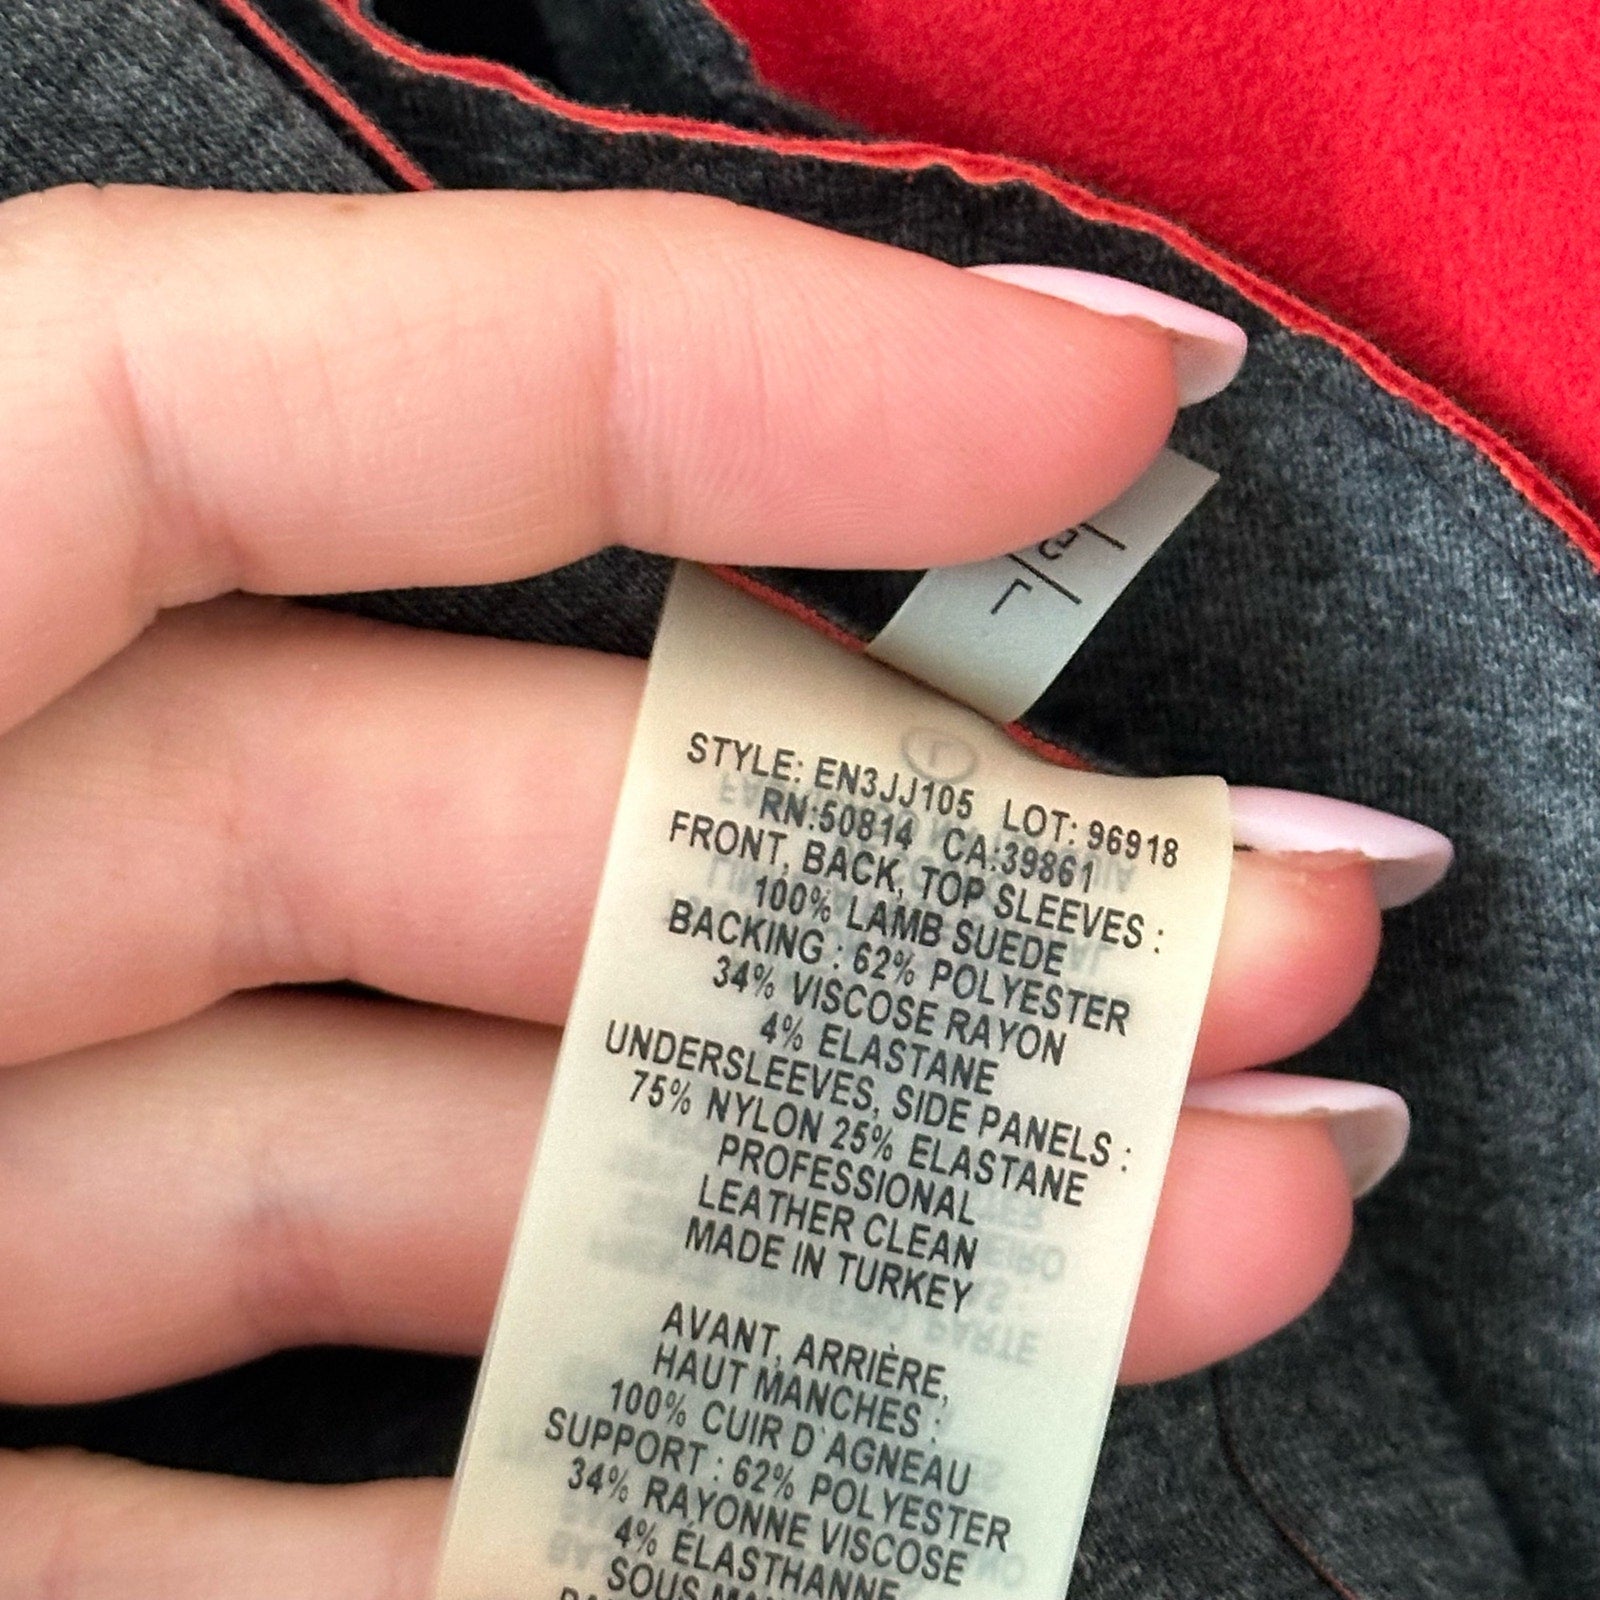 L
STYLE: EN3JJ105 LOT: 96918
RN:50814 CA:39861
FRONT, BACK, TOP SLEEVES :
100% LAMB SUEDE
BACKING : 62% POLYESTER
34% VISCOSE RAYON
4% ELASTANE
UNDERSLEEVES, SIDE PANELS :
75% NYLON 25% ELASTANE
PROFESSIONAL
LEATHER CLEAN
MADE IN TURKEY
AVANT, ARRIÈRE,
HAUT MANCHES :
100% CUIR D`AGNEAU
SUPPORT : 62% POLYESTER
34% RAYONNE VISCOSE
4% ÉLASTHANNE
SOUS